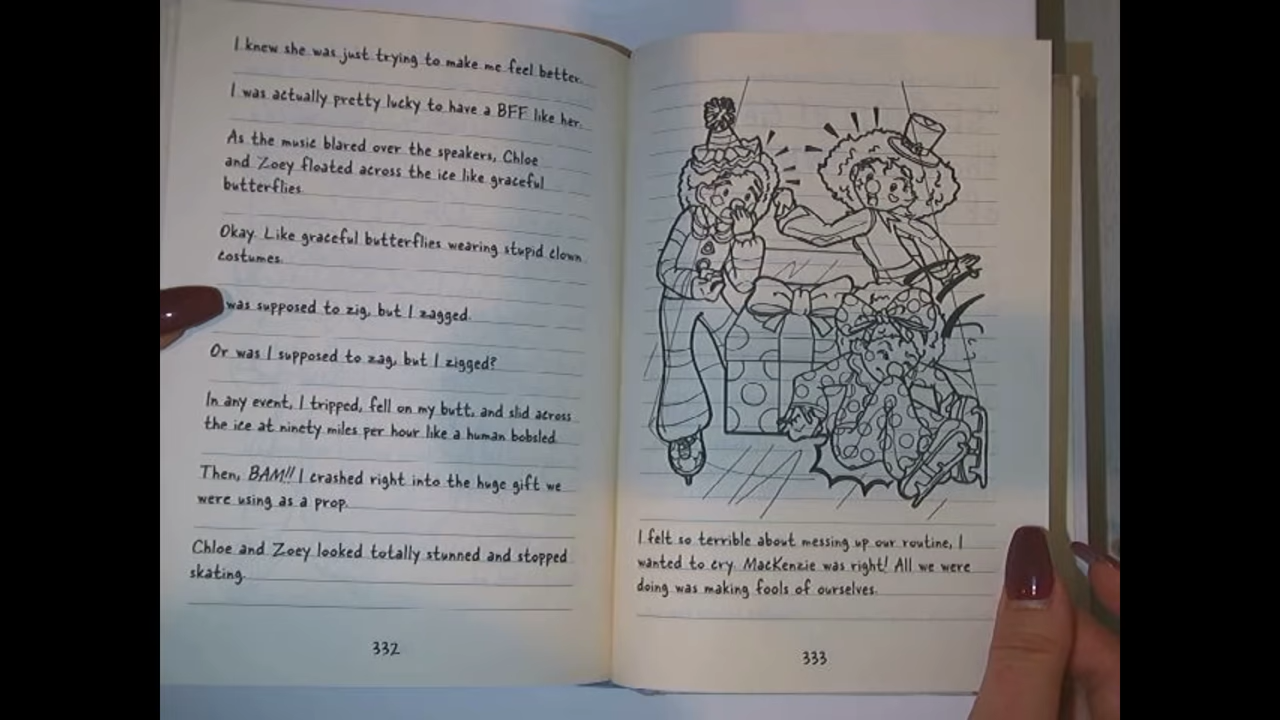 I knew she was just trying to make me feel better.
I was actually pretty lucky to have a BFF like her.
As the music blared over the speakers, Chloe
and Zoey floated across the ice like graceful
butterflies.
Okay. Like graceful butterflies wearing stupid clown
costumes.
was supposed to zig, but I zagged.
Or was I supposed to zag, but I zigged?
In any event, I tripped, fell on my butt, and slid across
the ice at ninety miles per hour like a human bobsled.
Then, BAM!! I crashed right into the huge gift we
were using as a prop.
Chloe and Zoey looked totally stunned and stopped
skating.
332
I felt so terrible about messing up our routine, I
wanted to cry. MacKenzie was right! All we were
doing was making fools of ourselves.
333